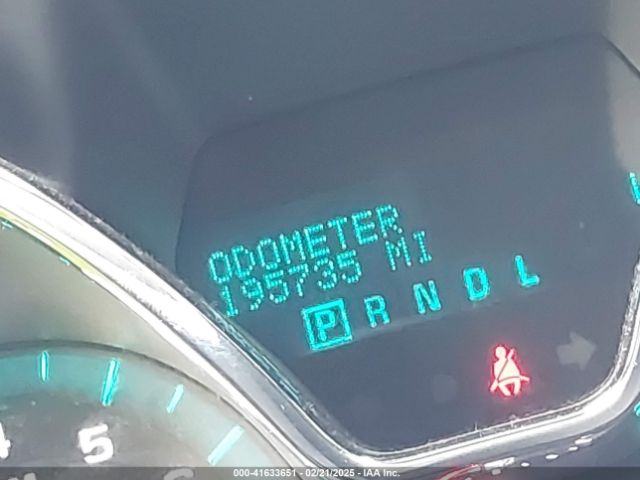 ODOMETER
195735 MI
P R N D L
5
000-41633651 - 02/21/2025 - IAA Inc.